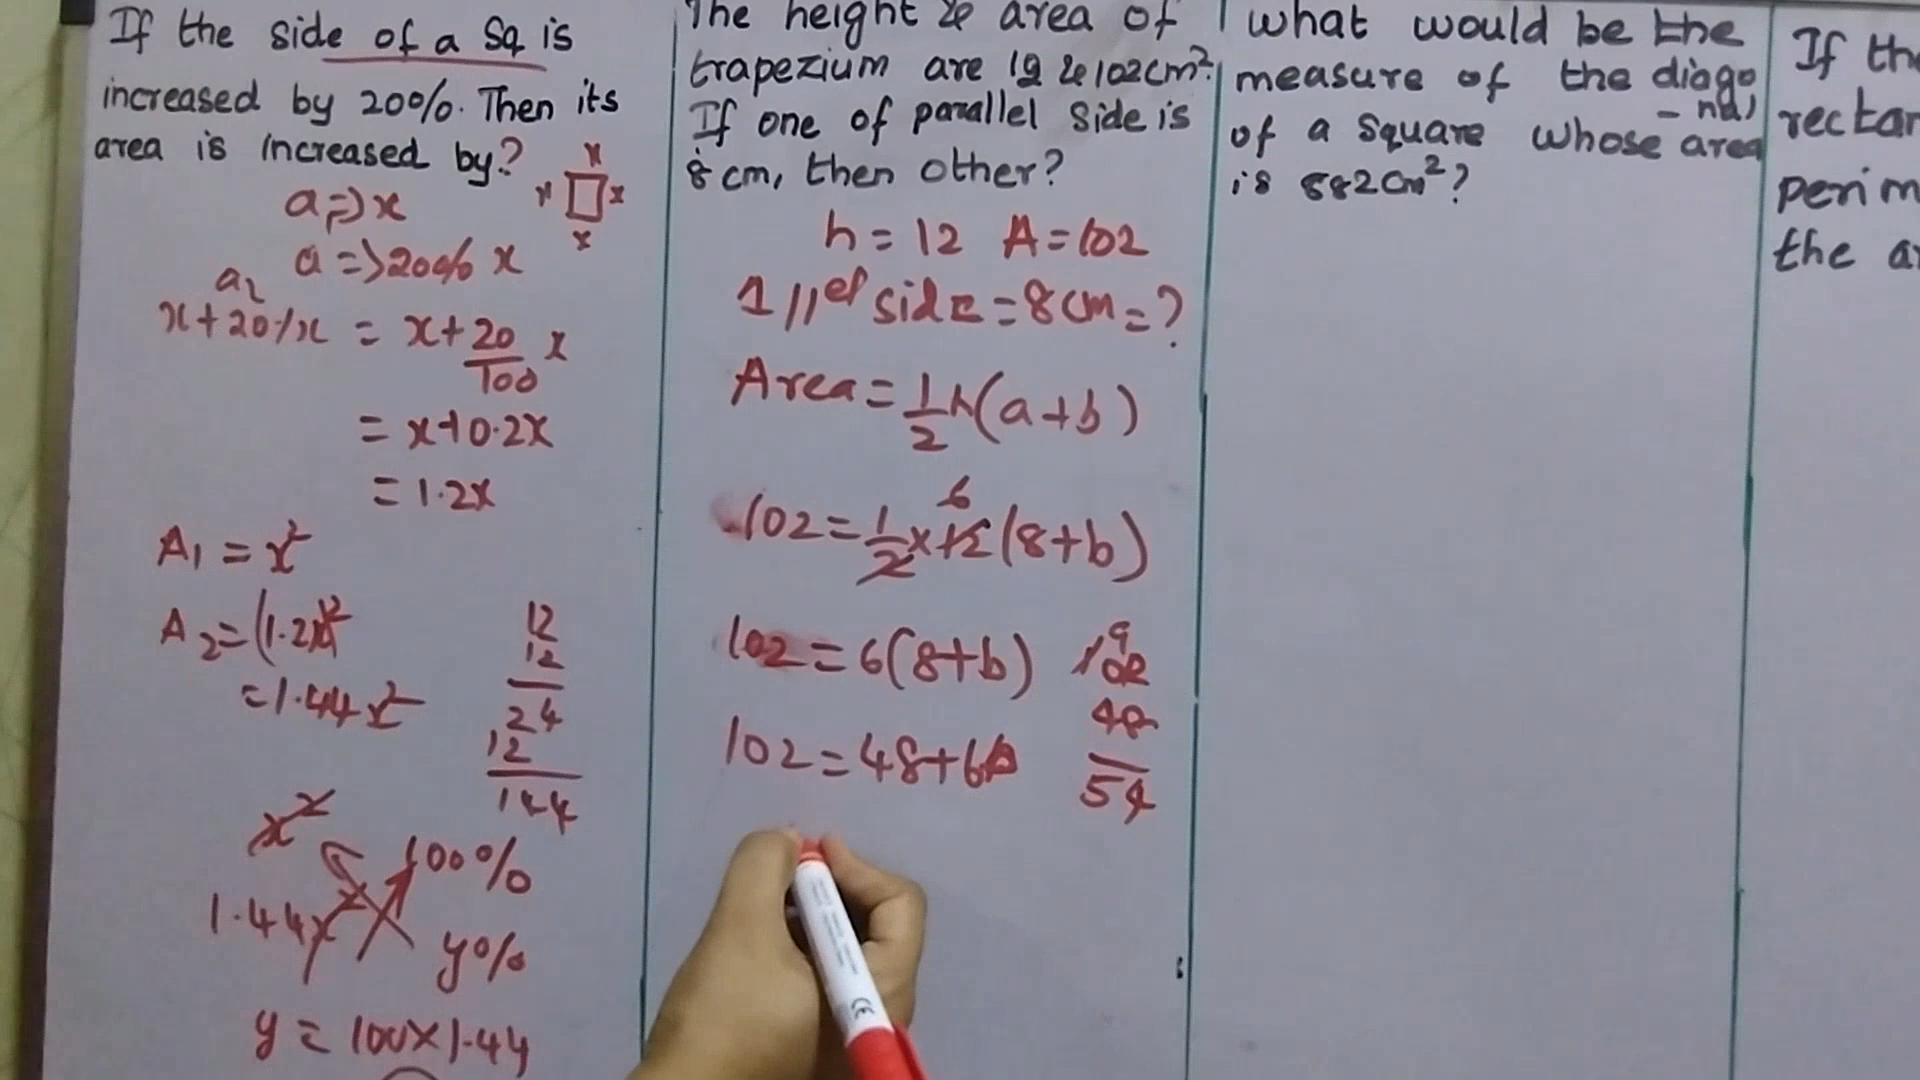 If the side of a Sq is
increased by 20%. Then its
area is increased by?
x
x x
x
a => x
a => 20% x
a2
x+20%x = x+20/100 x
= x+0.2x
= 1.2x
A1 = x²
A2 = (1.2x)²
= 1.44x²
12
12
24
12
144
x² 100%
1.44x² y%
y = 100×1.44
The height & area of
trapezium are 12 & 102cm².
If one of parallel side is
8 cm, then other?
h = 12 A = 102
1 ||el side = 8cm = ?
Area = 1/2 h(a+b)
6
102 = 1/2 × 12 (8+b)
102 = 6(8+b)
102 = 48+6b
9
102
48
54
What would be the
measure of the diago
- nal
of a square whose area
is 882cm²?
If the
rectan
perim
the ar
CE